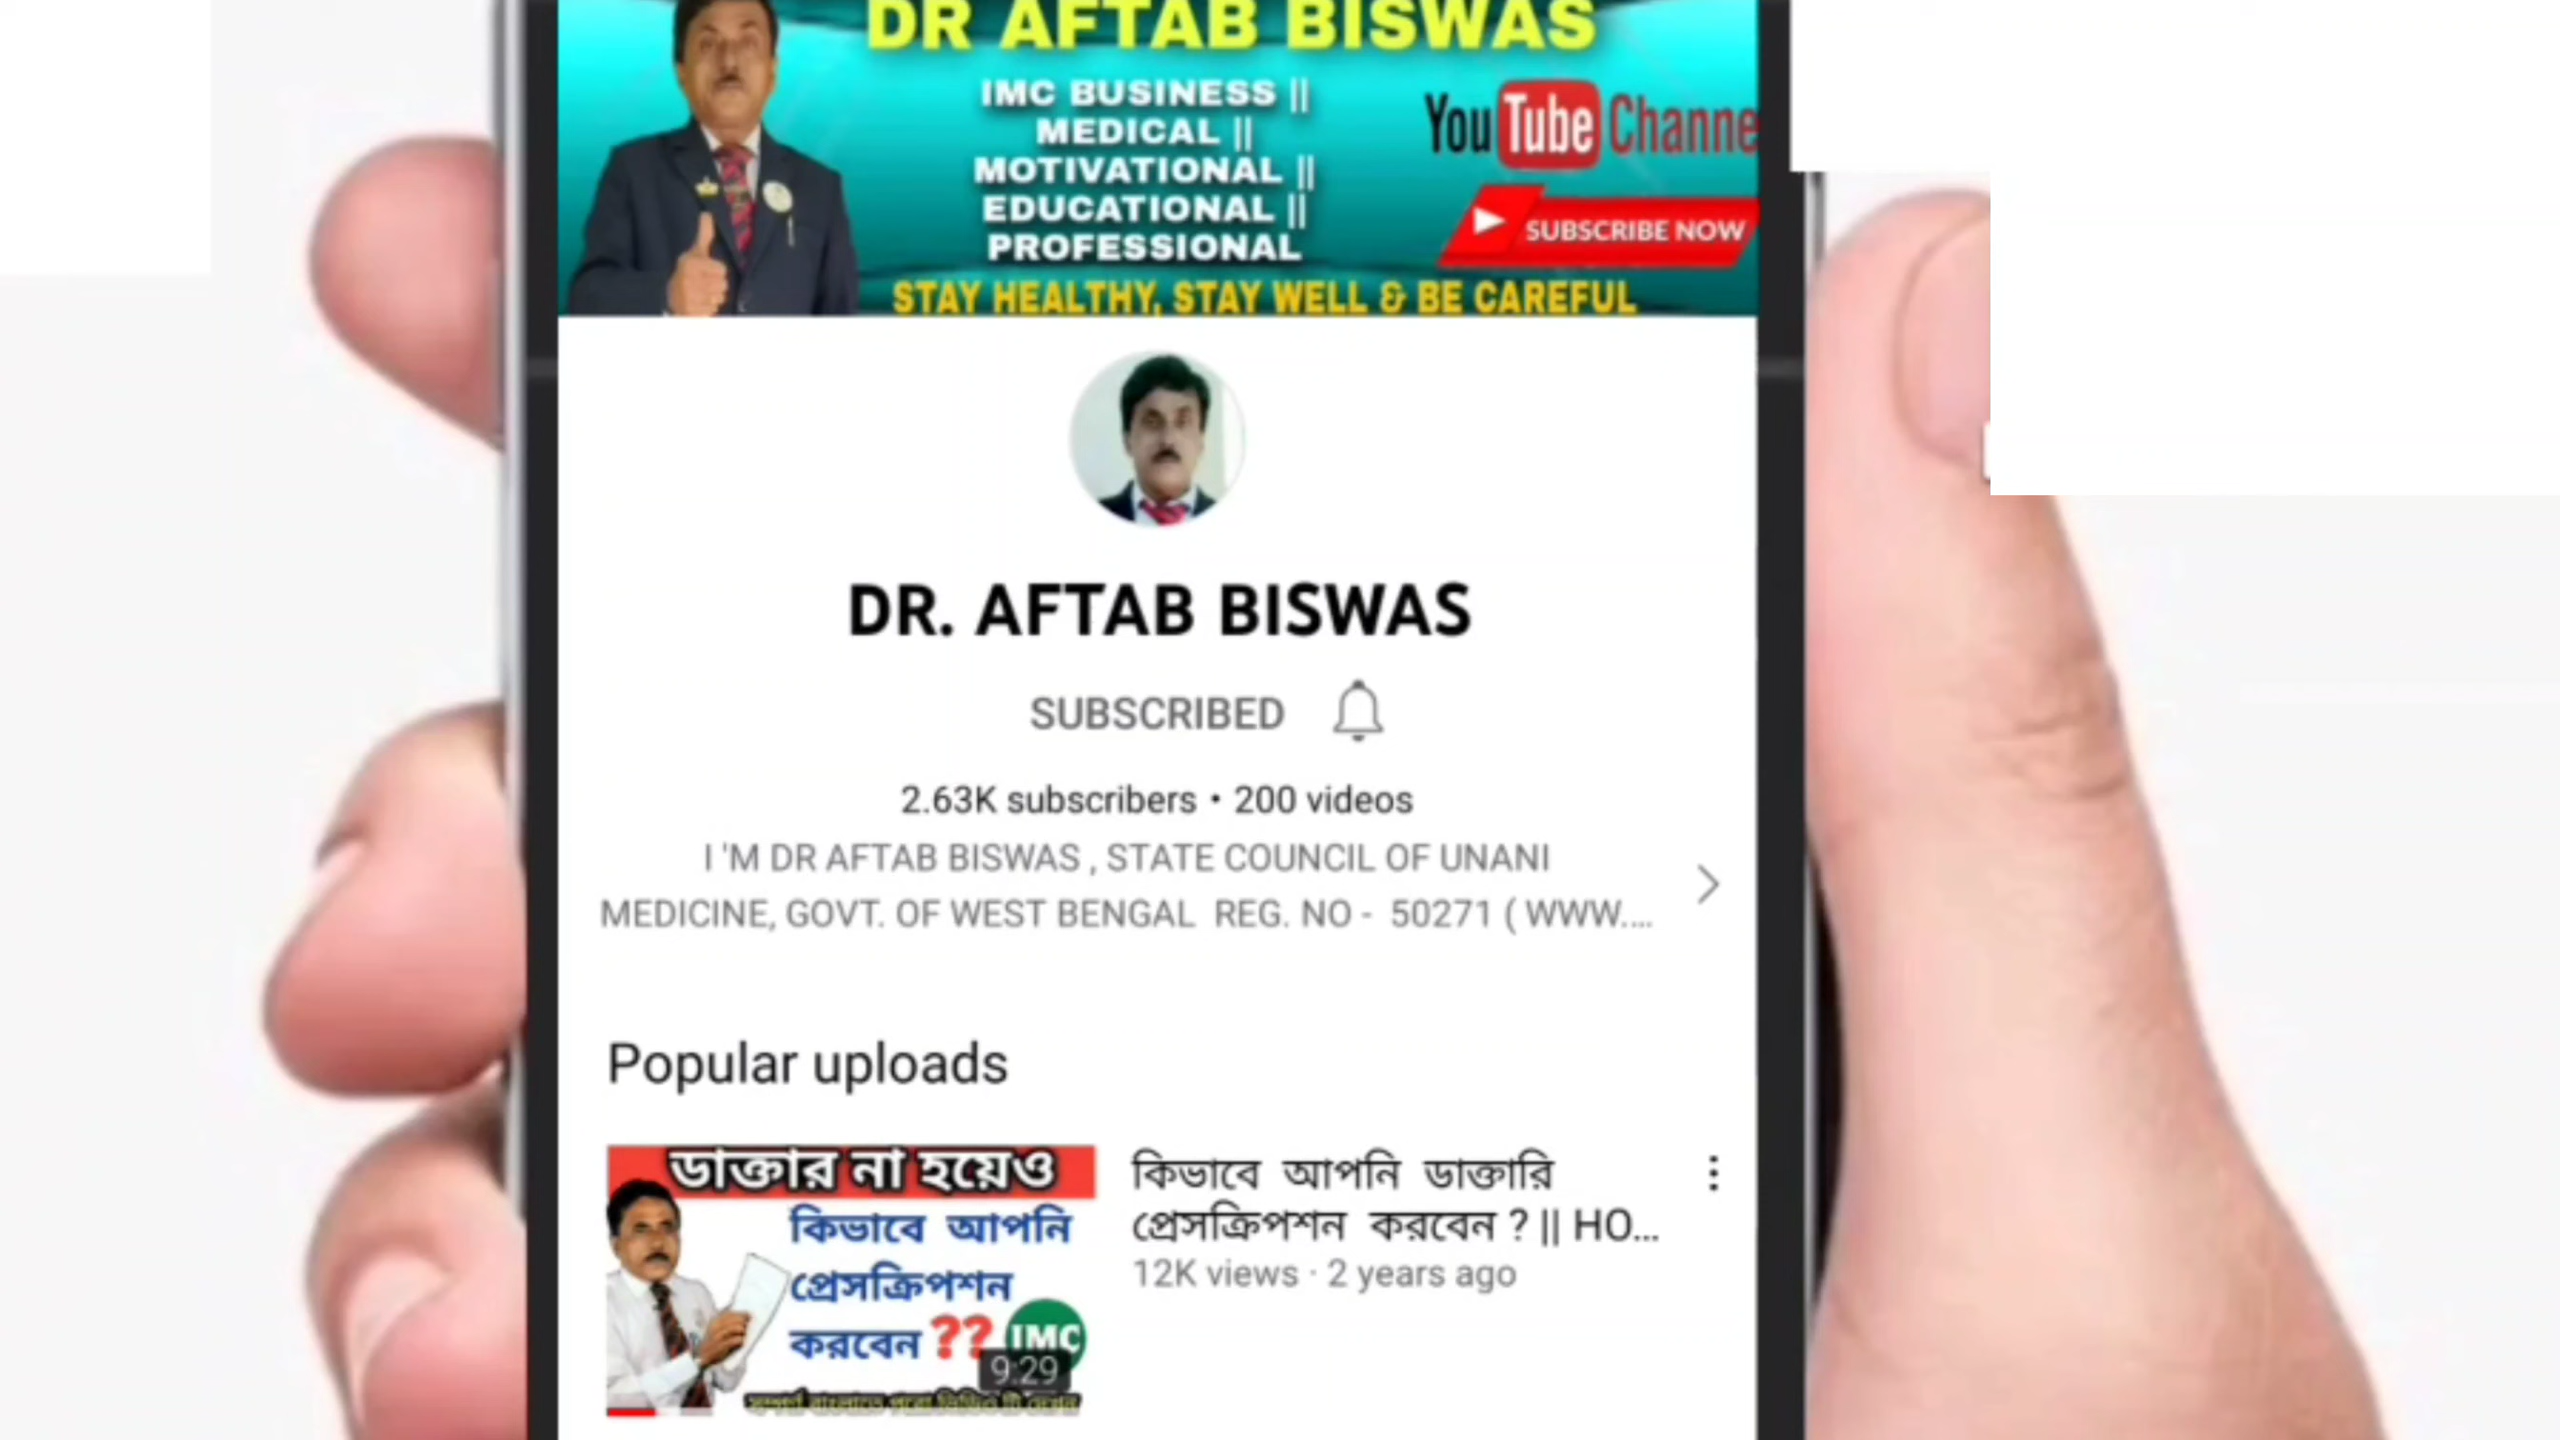 DR AFTAB BISWAS
IMC BUSINESS ||
MEDICAL ||
MOTIVATIONAL ||
EDUCATIONAL ||
PROFESSIONAL
YouTube Channe
SUBSCRIBE NOW
STAY HEALTHY, STAY WELL & BE CAREFUL
DR. AFTAB BISWAS
SUBSCRIBED
2.63K subscribers • 200 videos
I 'M DR AFTAB BISWAS , STATE COUNCIL OF UNANI
MEDICINE, GOVT. OF WEST BENGAL REG. NO - 50271 ( WWW....
Popular uploads
ডাক্তার না হয়েও
কিভাবে আপনি
প্রেসক্রিপশন
করবেন ??
IMC
9:29
কিভাবে আপনি ডাক্তারি
প্রেসক্রিপশন করবেন ? || HO...
12K views · 2 years ago